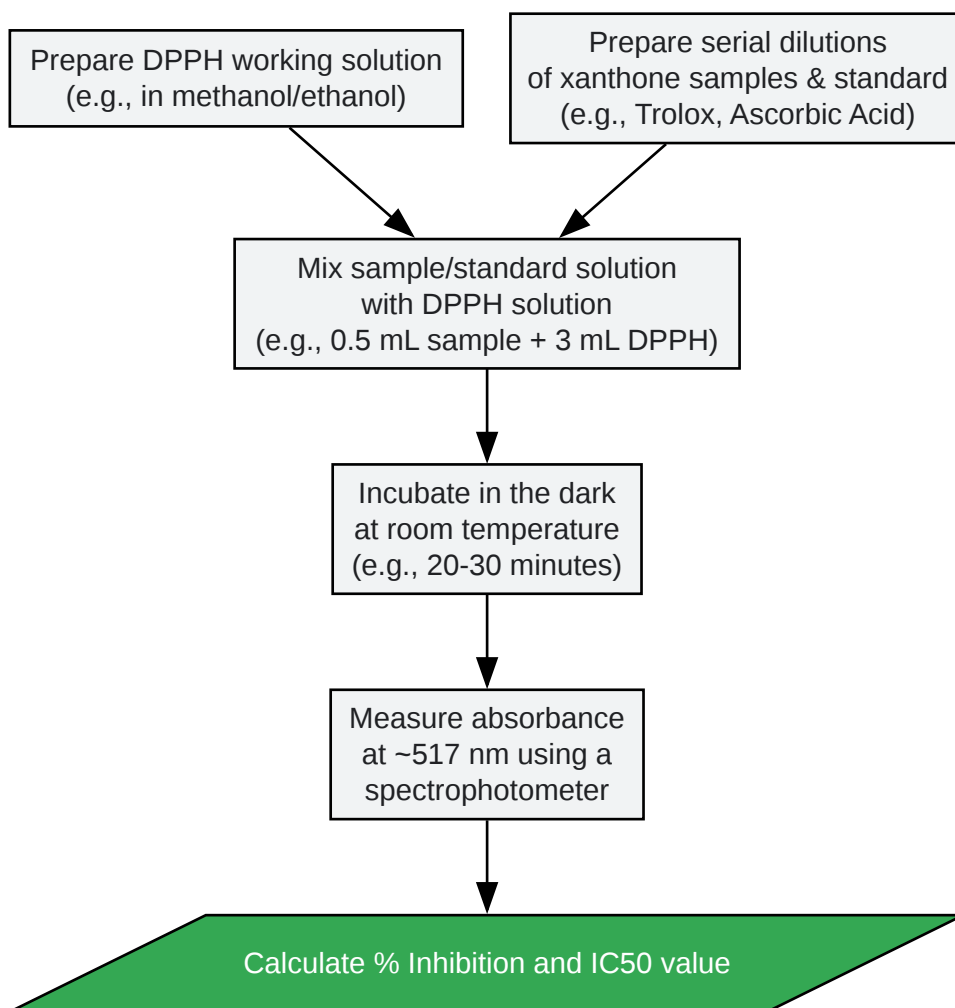 Prepare DPPH working solution
(e.g., in methanol/ethanol)
Prepare serial dilutions
of xanthone samples & standard
(e.g., Trolox, Ascorbic Acid)
Mix sample/standard solution
with DPPH solution
(e.g., 0.5 mL sample + 3 mL DPPH)
Incubate in the dark
at room temperature
(e.g., 20-30 minutes)
Measure absorbance
at ~517 nm using a
spectrophotometer
Calculate % Inhibition and IC50 value